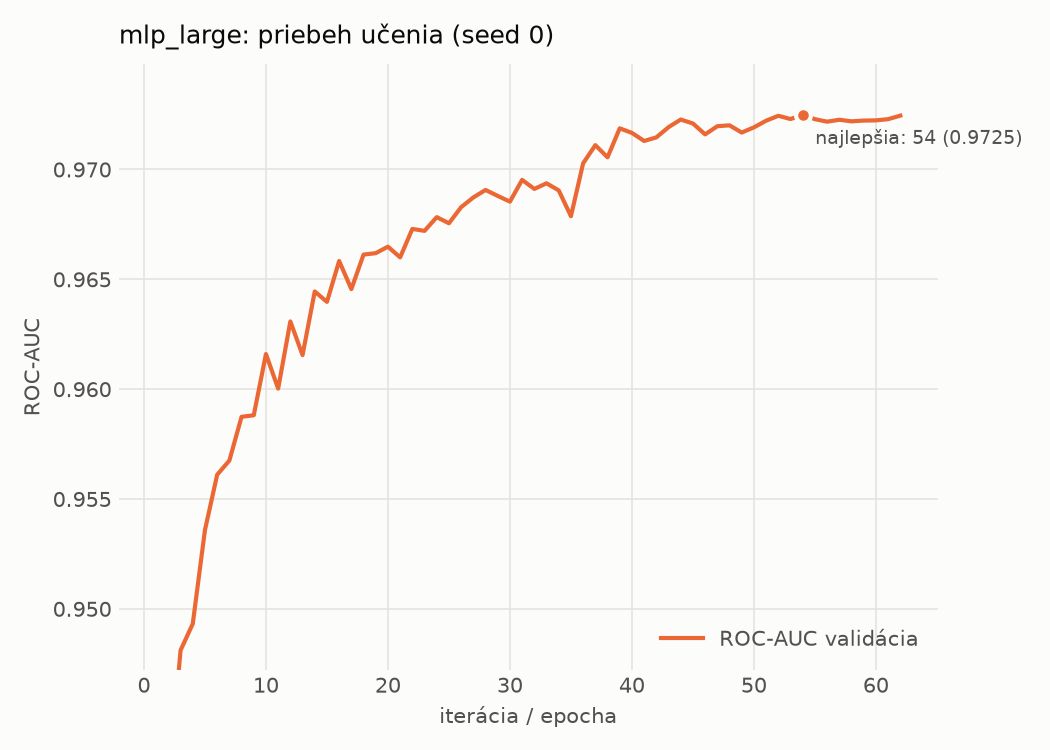 mlp_large: priebeh učenia (seed 0)
najlepšia: 54 (0.9725)
0.970
0.965
0.960
0.955
0.950
ROC-AUC
ROC-AUC validácia
0 10 20 30 40 50 60
iterácia / epocha